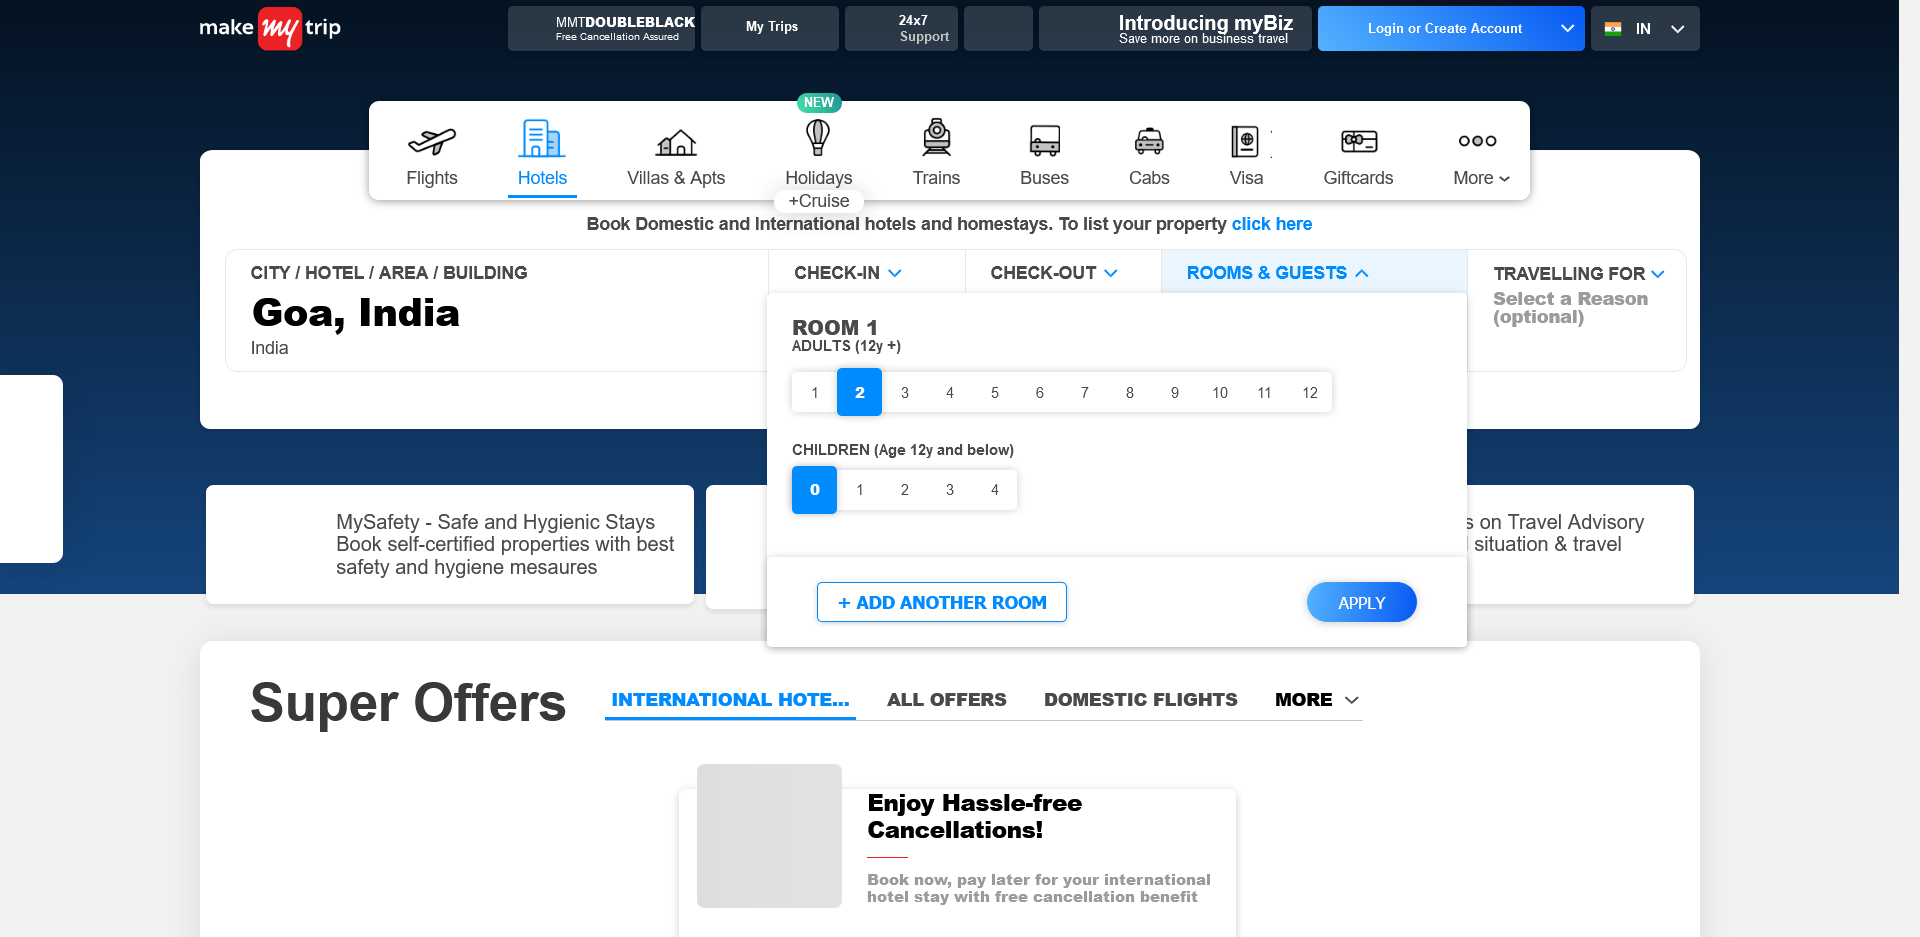 make my trip
MMTDOUBLEBLACK
Free Cancellation Assured
My Trips
24x7
Support
Introducing myBiz
Save more on business travel
Login or Create Account
IN
NEW
Flights
Hotels
Villas & Apts
Holidays
+Cruise
Trains
Buses
Cabs
Visa
Giftcards
More
Book Domestic and International hotels and homestays. To list your property click here
CITY / HOTEL / AREA / BUILDING
Goa, India
India
CHECK-IN
CHECK-OUT
ROOMS & GUESTS
TRAVELLING FOR
Select a Reason
(optional)
ROOM 1
ADULTS (12y +)
1 2 3 4 5 6 7 8 9 10 11 12
CHILDREN (Age 12y and below)
0 1 2 3 4
+ ADD ANOTHER ROOM
APPLY
MySafety - Safe and Hygienic Stays
Book self-certified properties with best
safety and hygiene mesaures
on Travel Advisory
situation & travel
Super Offers
INTERNATIONAL HOTE...
ALL OFFERS
DOMESTIC FLIGHTS
MORE
Enjoy Hassle-free
Cancellations!
Book now, pay later for your international
hotel stay with free cancellation benefit